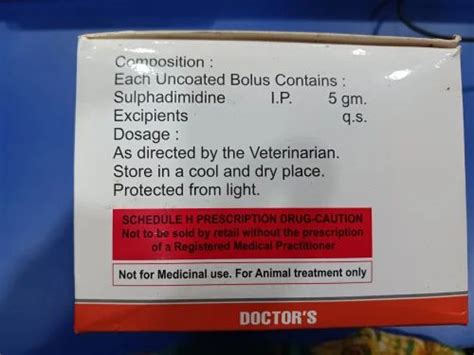 Composition :
Each Uncoated Bolus Contains :
Sulphadimidine I.P. 5 gm.
Excipients q.s.
Dosage :
As directed by the Veterinarian.
Store in a cool and dry place.
Protected from light.
SCHEDULE H PRESCRIPTION DRUG-CAUTION
Not to be sold by retail without the prescription
of a Registered Medical Practitioner
Not for Medicinal use. For Animal treatment only
DOCTOR'S